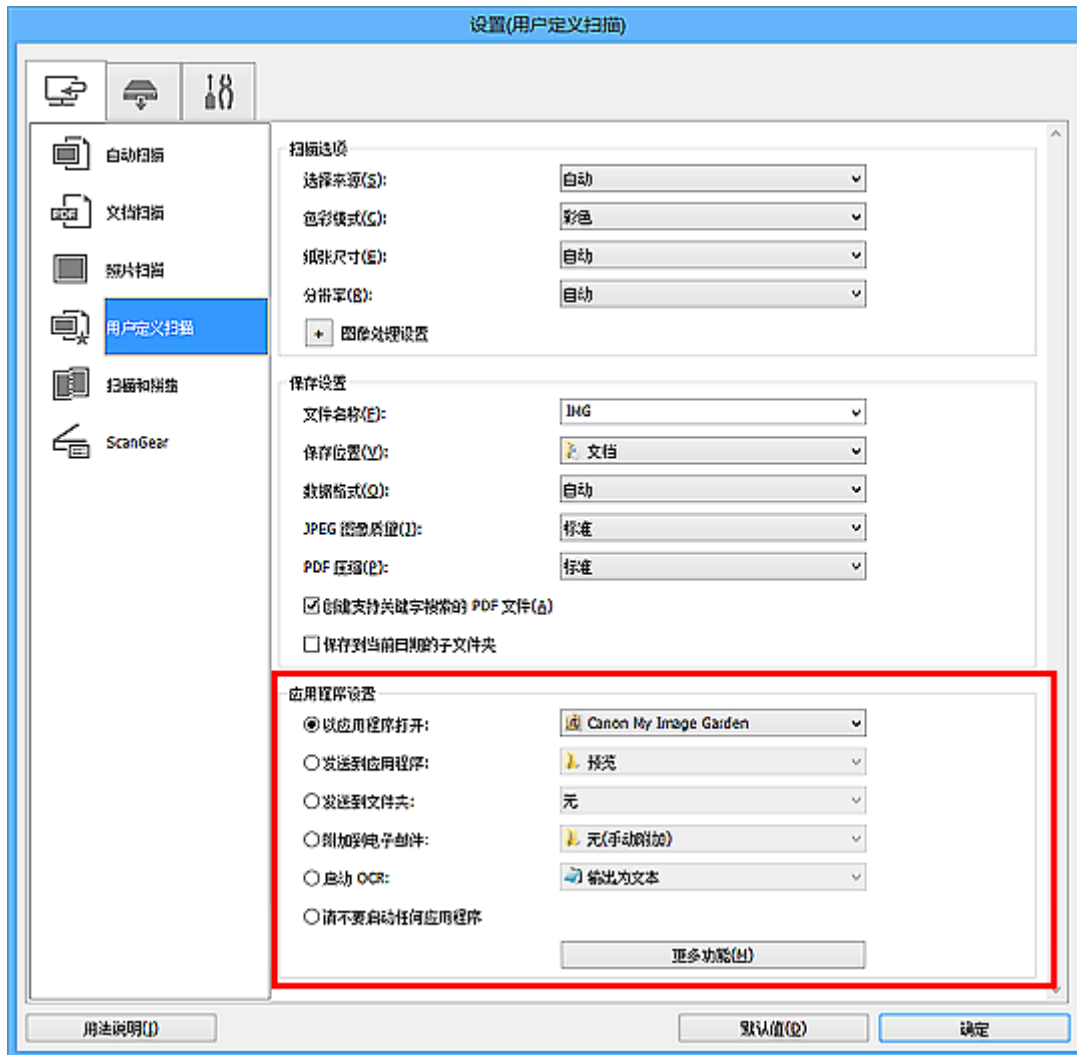 设置(用户定义扫描)
自动扫描
文档扫描
照片扫描
用户定义扫描
扫描和拼接
ScanGear
PDF
扫描选项
选择来源(S): 自动
色彩模式(C): 彩色
纸张尺寸(E): 自动
分辨率(R): 自动
+ 图像处理设置
保存设置
文件名称(F): IMG
保存位置(V): 文档
数据格式(O): 自动
JPEG 图像质量(J): 标准
PDF 压缩(P): 标准
创建支持关键字搜索的 PDF 文件(A)
保存到当前日期的子文件夹
应用程序设置
以应用程序打开: Canon My Image Garden
发送到应用程序: 预览
发送到文件夹: 无
附加到电子邮件: 无(手动附加)
启动 OCR: 输出为文本
请不要启动任何应用程序
更多功能(H)
用法说明(I) 默认值(D) 确定